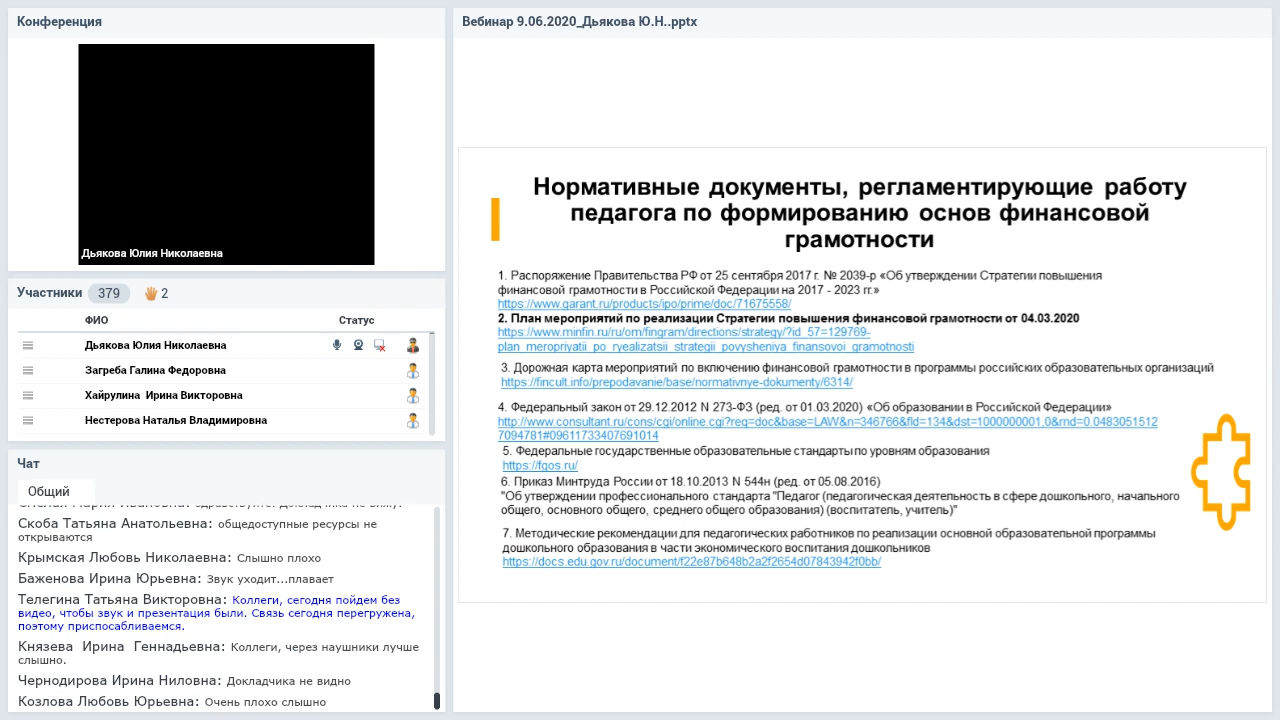 Конференция
Дьякова Юлия Николаевна
Участники 379 2
ФИО Статус
Дьякова Юлия Николаевна
Загреба Галина Федоровна
Хайрулина Ирина Викторовна
Нестерова Наталья Владимировна
Чат
Общий
Скоба Татьяна Анатольевна: общедоступные ресурсы не
открываются
Крымская Любовь Николаевна: Слышно плохо
Баженова Ирина Юрьевна: Звук уходит...плавает
Телегина Татьяна Викторовна: Коллеги, сегодня пойдем без
видео, чтобы звук и презентация были. Связь сегодня перегружена,
поэтому приспосабливаемся.
Князева Ирина Геннадьевна: Коллеги, через наушники лучше
слышно.
Чернодирова Ирина Ниловна: Докладчика не видно
Козлова Любовь Юрьевна: Очень плохо слышно
Вебинар 9.06.2020_Дьякова Ю.Н..pptx
Нормативные документы, регламентирующие работу
педагога по формированию основ финансовой
грамотности
1. Распоряжение Правительства РФ от 25 сентября 2017 г. № 2039-р «Об утверждении Стратегии повышения
финансовой грамотности в Российской Федерации на 2017 - 2023 гг.»
https://www.garant.ru/products/ipo/prime/doc/71675558/
2. План мероприятий по реализации Стратегии повышения финансовой грамотности от 04.03.2020
https://www.minfin.ru/ru/om/fingram/directions/strategy/?id_57=129769-
plan_meropriyatii_po_ryealizatsii_strategii_povysheniya_finansovoi_gramotnosti
3. Дорожная карта мероприятий по включению финансовой грамотности в программы российских образовательных организаций
https://fincult.info/prepodavanie/base/normativnye-dokumenty/6314/
4. Федеральный закон от 29.12.2012 N 273-ФЗ (ред. от 01.03.2020) «Об образовании в Российской Федерации»
http://www.consultant.ru/cons/cgi/online.cgi?req=doc&base=LAW&n=346766&fld=134&dst=1000000001,0&rnd=0.0483051512
7094781#09611733407691014
5. Федеральные государственные образовательные стандарты по уровням образования
https://fgos.ru/
6. Приказ Минтруда России от 18.10.2013 N 544н (ред. от 05.08.2016)
"Об утверждении профессионального стандарта "Педагог (педагогическая деятельность в сфере дошкольного, начального
общего, основного общего, среднего общего образования) (воспитатель, учитель)"
7. Методические рекомендации для педагогических работников по реализации основной образовательной программы
дошкольного образования в части экономического воспитания дошкольников
https://docs.edu.gov.ru/document/f22e87b648b2a2f2654d07843942f0bb/